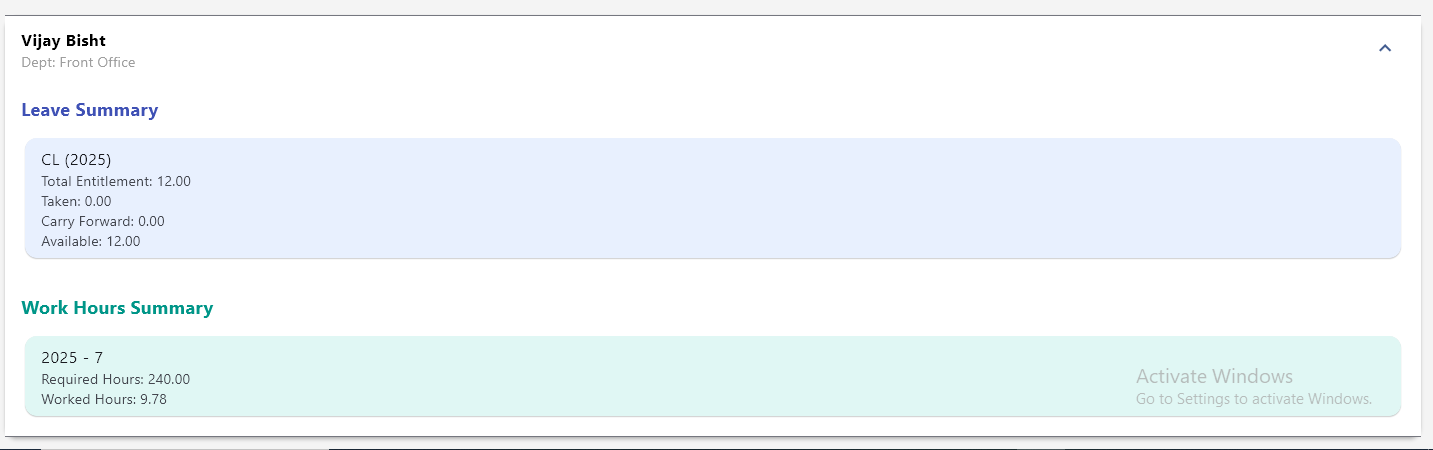 Vijay Bisht
Dept: Front Office
Leave Summary
CL (2025)
Total Entitlement: 12.00
Taken: 0.00
Carry Forward: 0.00
Available: 12.00
Work Hours Summary
2025 - 7
Required Hours: 240.00
Worked Hours: 9.78
Activate Windows
Go to Settings to activate Windows.